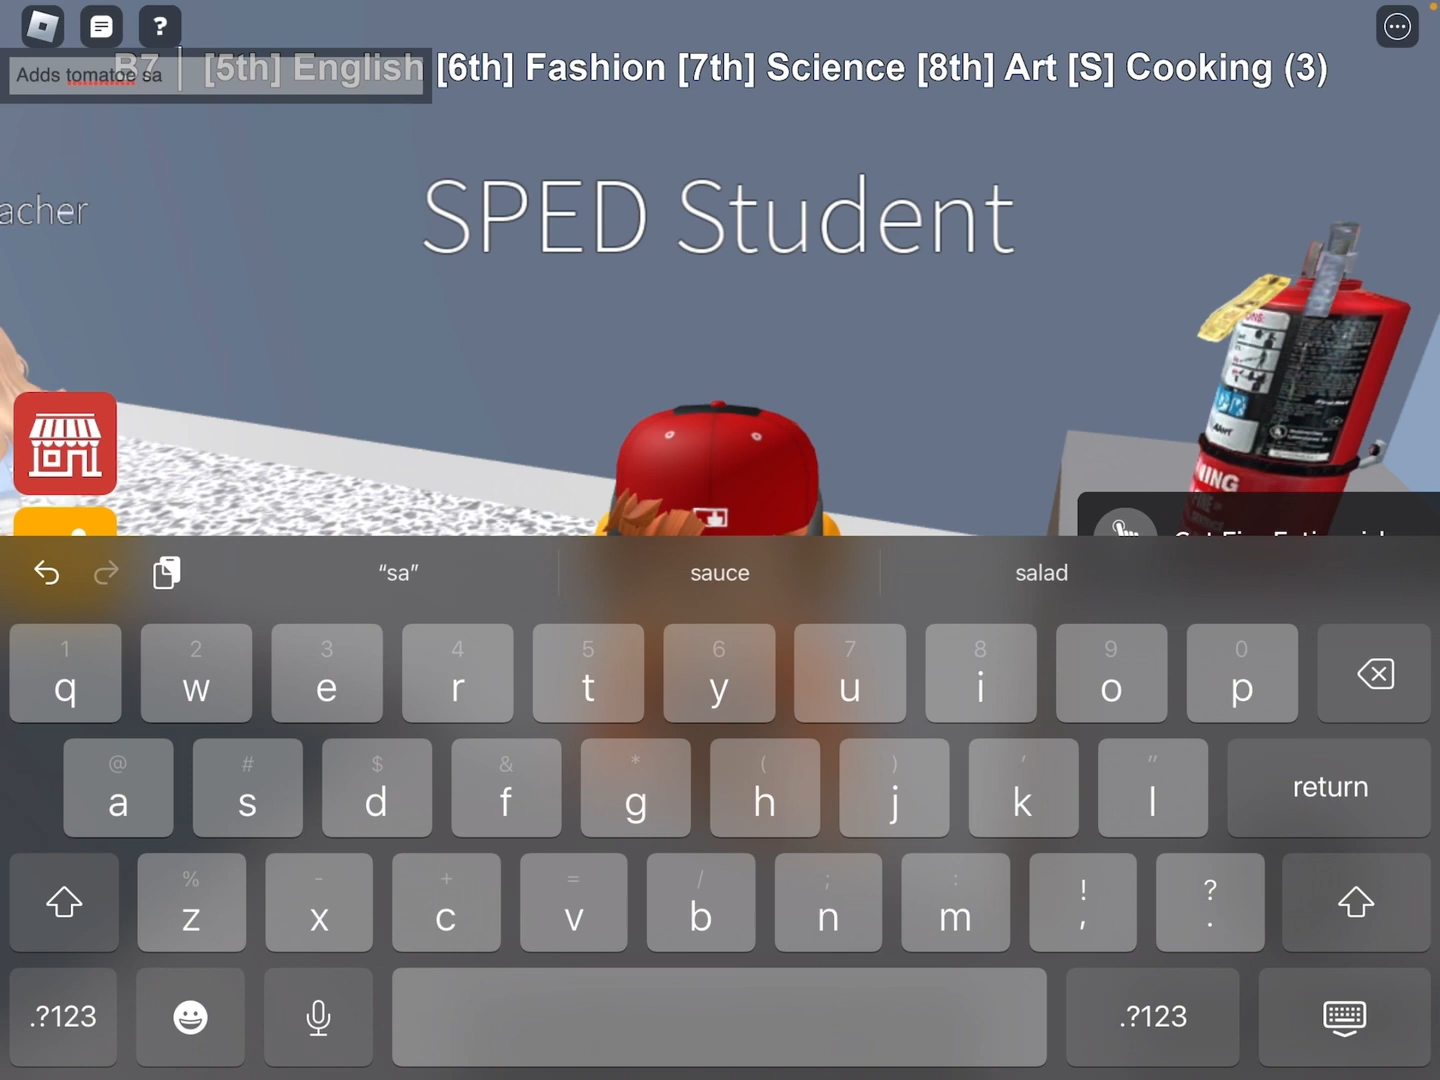 ?
B7 | [5th] English [6th] Fashion [7th] Science [8th] Art [S] Cooking (3)
Adds tomatoe sa
acher
SPED Student
“sa” sauce salad
1 2 3 4 5 6 7 8 9 0
q w e r t y u i o p
@ # $ & * ( ) ' "
a s d f g h j k l return
% - + = / ; : ! ?
z x c v b n m , .
.?123 .?123